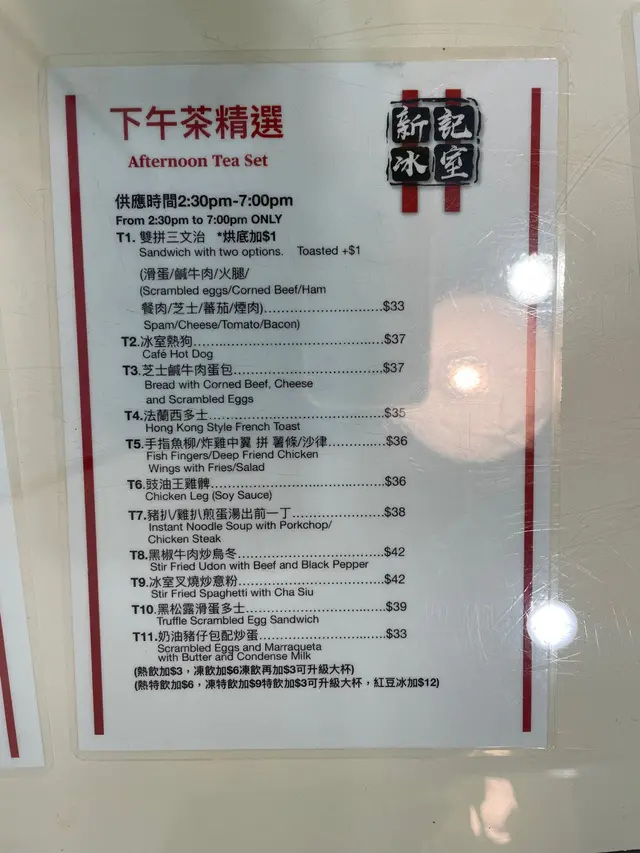 下午茶精選
Afternoon Tea Set
新記
冰室
供應時間2:30pm-7:00pm
From 2:30pm to 7:00pm ONLY
T1. 雙拼三文治 *烘底加$1
Sandwich with two options. Toasted +$1
(滑蛋/鹹牛肉/火腿/
(Scrambled eggs/Corned Beef/Ham
餐肉/芝士/蕃茄/煙肉)..............................$33
Spam/Cheese/Tomato/Bacon)
T2.冰室熱狗................................................$37
Café Hot Dog
T3.芝士鹹牛肉蛋包......................................$37
Bread with Corned Beef, Cheese
and Scrambled Eggs
T4.法蘭西多士............................................$35
Hong Kong Style French Toast
T5.手指魚柳/炸雞中翼 拼 薯條/沙律..............$36
Fish Fingers/Deep Friend Chicken
Wings with Fries/Salad
T6.豉油王雞髀............................................$36
Chicken Leg (Soy Sauce)
T7.豬扒/雞扒煎蛋湯出前一丁.......................$38
Instant Noodle Soup with Porkchop/
Chicken Steak
T8.黑椒牛肉炒烏冬.....................................$42
Stir Fried Udon with Beef and Black Pepper
T9.冰室叉燒炒意粉.....................................$42
Stir Fried Spaghetti with Cha Siu
T10.黑松露滑蛋多士...................................$39
Truffle Scrambled Egg Sandwich
T11.奶油豬仔包配炒蛋................................$33
Scrambled Eggs and Marraqueta
with Butter and Condense Milk
(熱飲加$3，凍飲加$6凍飲再加$3可升級大杯)
(熱特飲加$6，凍特飲加$9特飲加$3可升級大杯，紅豆冰加$12)